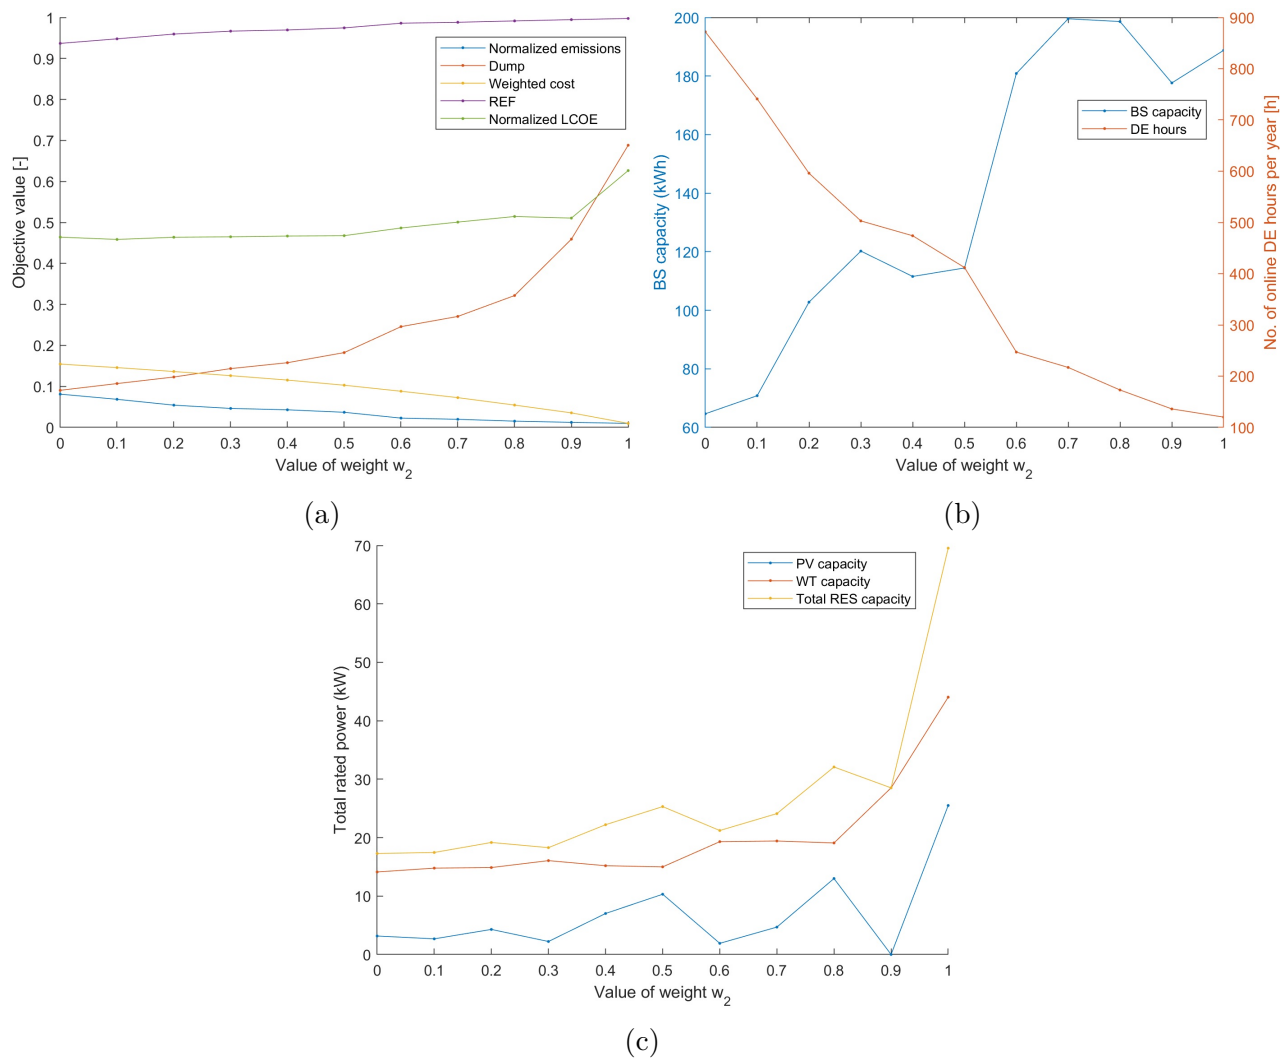 1
0.9
0.8
0.7
0.6
0.5
0.4
0.3
0.2
0.1
0
Objective value [-]
Normalized emissions
Dump
Weighted cost
REF
Normalized LCOE
0 0.1 0.2 0.3 0.4 0.5 0.6 0.7 0.8 0.9 1
Value of weight w2
(a)
200
180
160
140
120
100
80
60
BS capacity (kWh)
BS capacity
DE hours
900
800
700
600
500
400
300
200
100
No. of online DE hours per year [h]
0 0.1 0.2 0.3 0.4 0.5 0.6 0.7 0.8 0.9 1
Value of weight w2
(b)
70
60
50
40
30
20
10
0
Total rated power (kW)
PV capacity
WT capacity
Total RES capacity
0 0.1 0.2 0.3 0.4 0.5 0.6 0.7 0.8 0.9 1
Value of weight w2
(c)